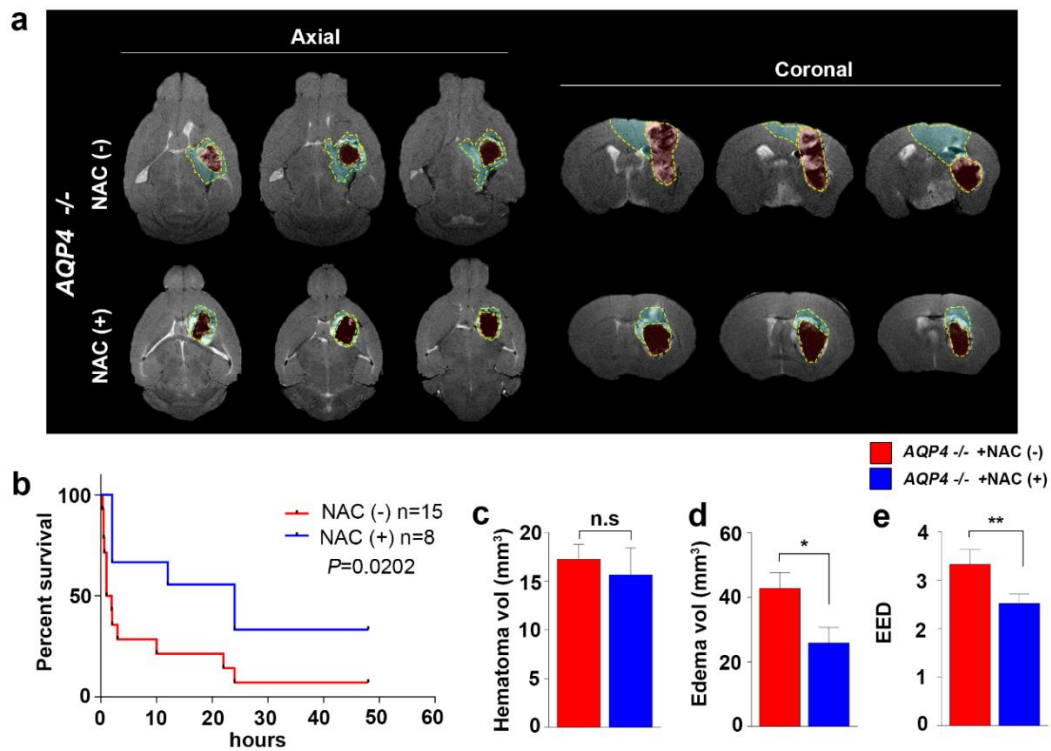 a
Axial
Coronal
AQP4 -/-
NAC (-)
NAC (+)
AQP4 -/- +NAC (-)
AQP4 -/- +NAC (+)
b
Percent survival
100
50
0
0 10 20 30 40 50 60
hours
NAC (-) n=15
NAC (+) n=8
P=0.0202
c
Hematoma vol (mm³)
20
15
10
5
0
n.s
d
Edema vol (mm³)
60
40
20
0
*
e
EED
4
3
2
1
0
**